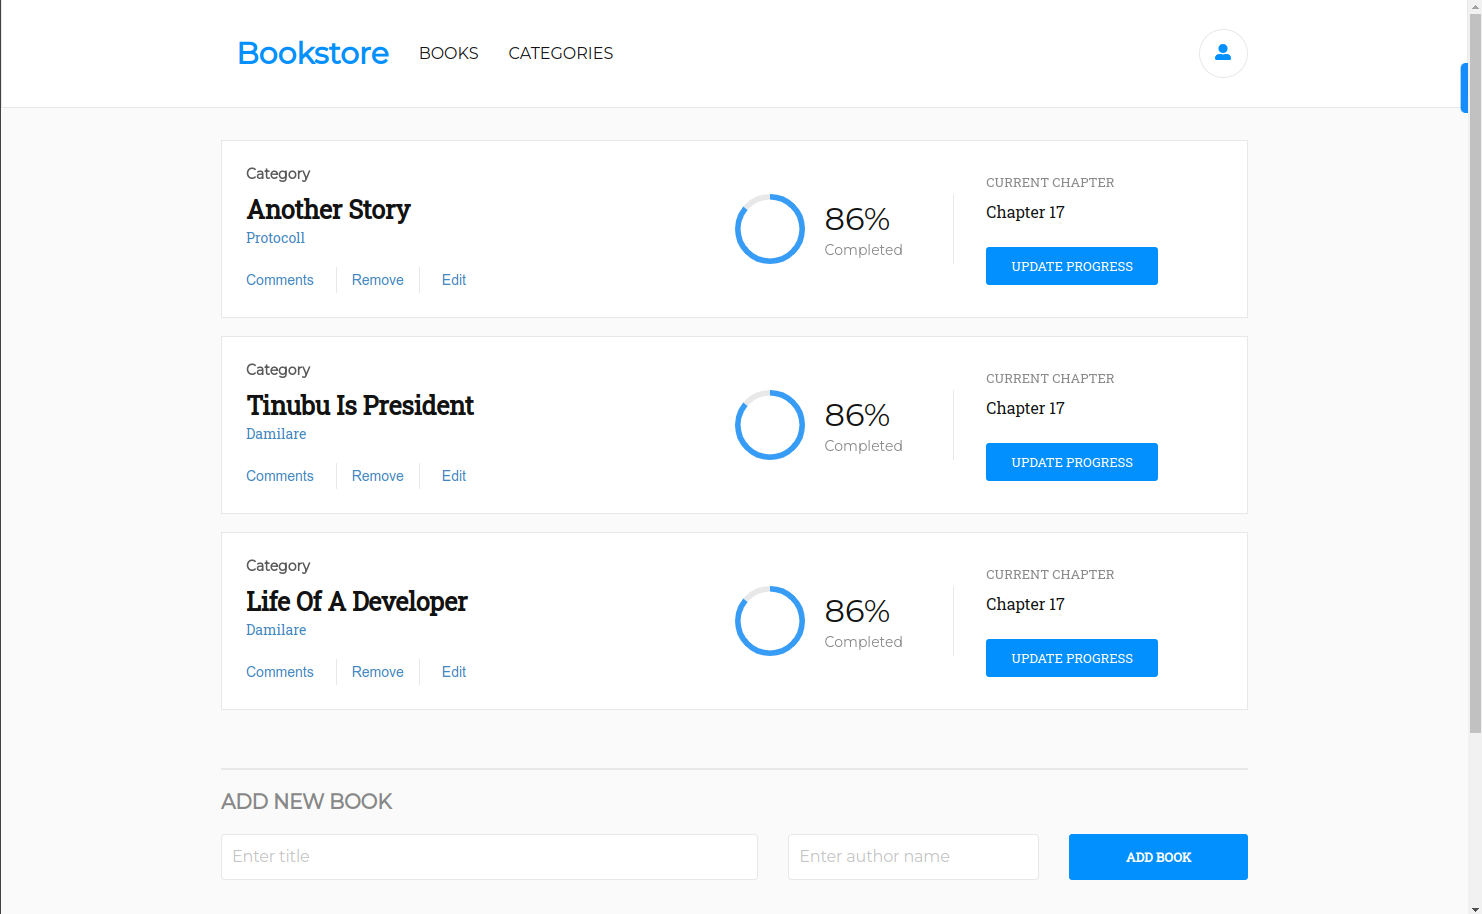 Bookstore BOOKS CATEGORIES
Category
Another Story
Protocoll
Comments Remove Edit
86%
Completed
CURRENT CHAPTER
Chapter 17
UPDATE PROGRESS
Category
Tinubu Is President
Damilare
Comments Remove Edit
86%
Completed
CURRENT CHAPTER
Chapter 17
UPDATE PROGRESS
Category
Life Of A Developer
Damilare
Comments Remove Edit
86%
Completed
CURRENT CHAPTER
Chapter 17
UPDATE PROGRESS
ADD NEW BOOK
Enter title Enter author name ADD BOOK